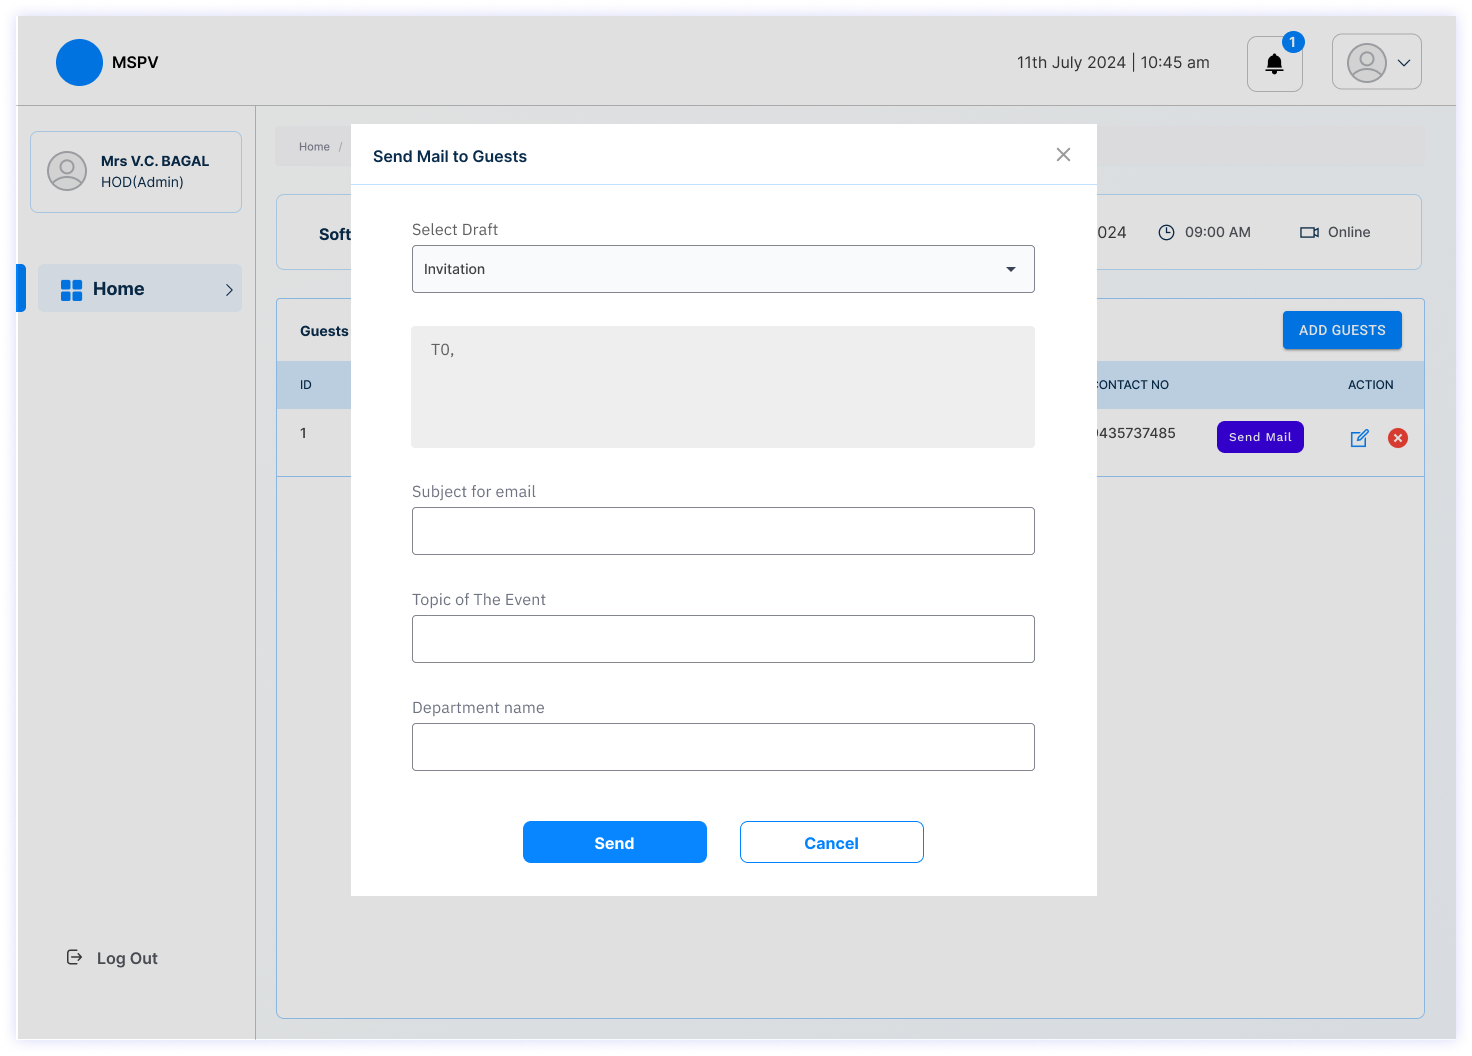 MSPV
11th July 2024 | 10:45 am
1
Mrs V.C. BAGAL
HOD(Admin)
Home
Log Out
Home /
Soft
024
09:00 AM
Online
Guests
ADD GUESTS
ID
ONTACT NO
ACTION
1
9435737485
Send Mail
Send Mail to Guests
Select Draft
Invitation
T0,
Subject for email
Topic of The Event
Department name
Send
Cancel